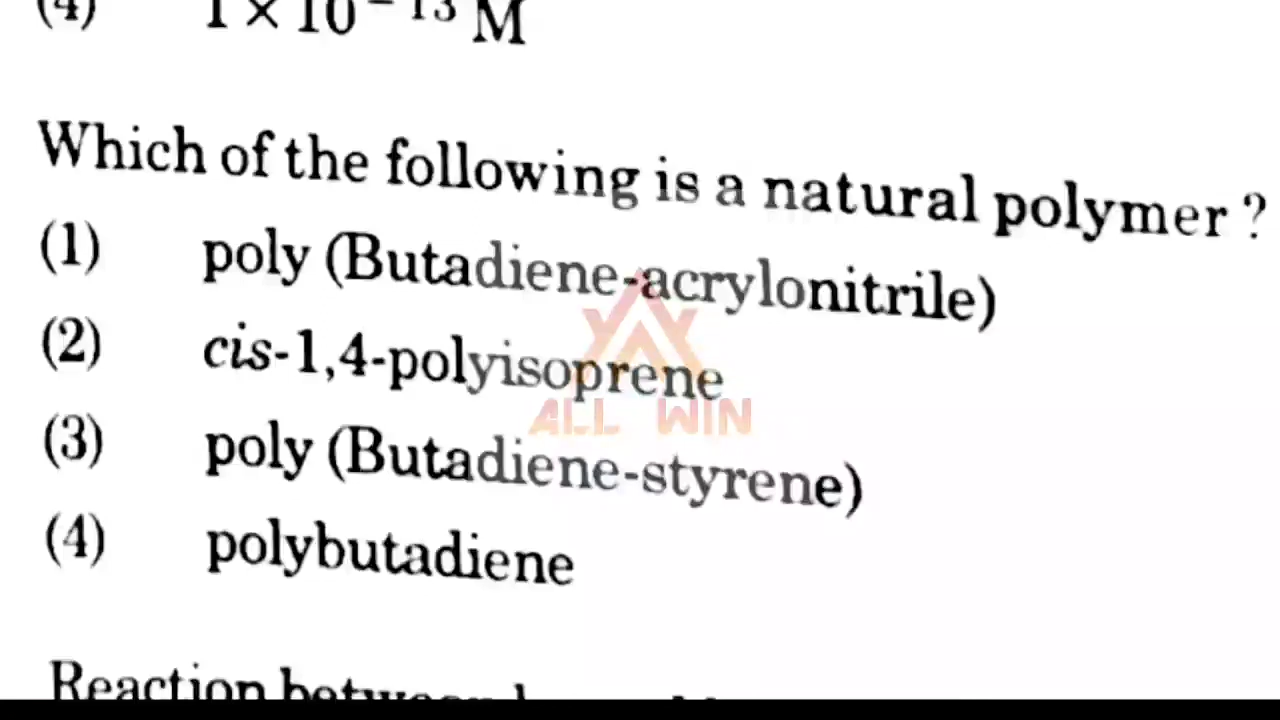 (4) 1 × 10⁻¹³ M
Which of the following is a natural polymer ?
(1) poly (Butadiene-acrylonitrile)
(2) cis-1,4-polyisoprene
ALL WIN
(3) poly (Butadiene-styrene)
(4) polybutadiene
Reaction between